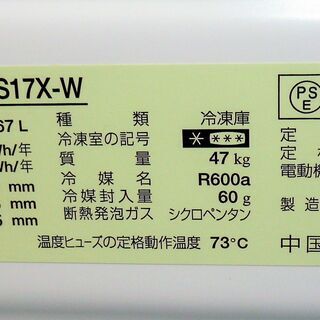 S17X-W
67 L
Wh/年
Wh/年
mm
mm
mm
種類 冷凍庫
冷凍室の記号 * ***
質量 47 kg
冷媒名 R600a
冷媒封入量 60 g
断熱発泡ガス シクロペンタン
温度ヒューズの定格動作温度 73℃
PS
E
定
定
電動機
製造
中国